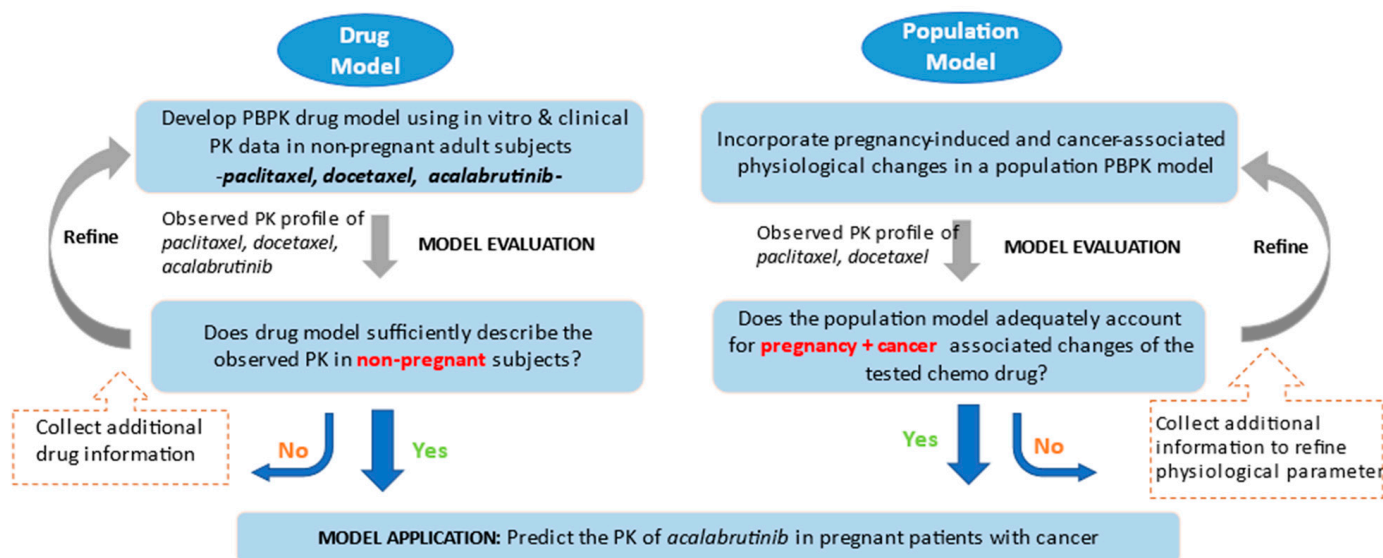 Drug
Model
Develop PBPK drug model using in vitro & clinical
PK data in non-pregnant adult subjects
-paclitaxel, docetaxel, acalabrutinib-
Refine
Observed PK profile of
paclitaxel, docetaxel,
acalabrutinib
MODEL EVALUATION
Does drug model sufficiently describe the
observed PK in non-pregnant subjects?
Collect additional
drug information
No
Yes
Population
Model
Incorporate pregnancy-induced and cancer-associated
physiological changes in a population PBPK model
Observed PK profile of
paclitaxel, docetaxel
MODEL EVALUATION
Refine
Does the population model adequately account
for pregnancy + cancer associated changes of the
tested chemo drug?
Yes
No
Collect additional
information to refine
physiological parameter
MODEL APPLICATION: Predict the PK of acalabrutinib in pregnant patients with cancer